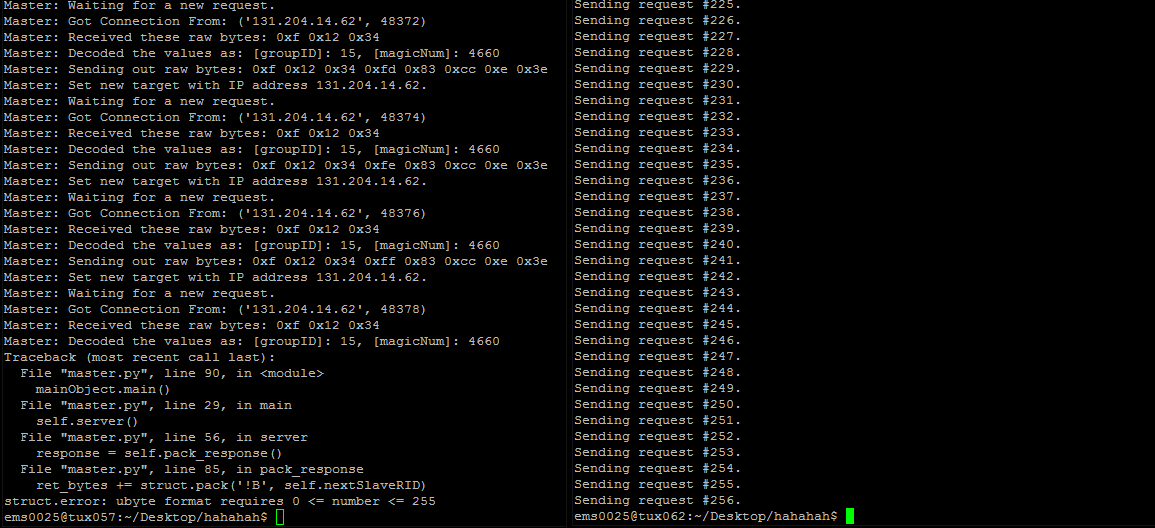 Master: Waiting for a new request.
Master: Got Connection From: ('131.204.14.62', 48372)
Master: Received these raw bytes: 0xf 0x12 0x34
Master: Decoded the values as: [groupID]: 15, [magicNum]: 4660
Master: Sending out raw bytes: 0xf 0x12 0x34 0xfd 0x83 0xcc 0xe 0x3e
Master: Set new target with IP address 131.204.14.62.
Master: Waiting for a new request.
Master: Got Connection From: ('131.204.14.62', 48374)
Master: Received these raw bytes: 0xf 0x12 0x34
Master: Decoded the values as: [groupID]: 15, [magicNum]: 4660
Master: Sending out raw bytes: 0xf 0x12 0x34 0xfe 0x83 0xcc 0xe 0x3e
Master: Set new target with IP address 131.204.14.62.
Master: Waiting for a new request.
Master: Got Connection From: ('131.204.14.62', 48376)
Master: Received these raw bytes: 0xf 0x12 0x34
Master: Decoded the values as: [groupID]: 15, [magicNum]: 4660
Master: Sending out raw bytes: 0xf 0x12 0x34 0xff 0x83 0xcc 0xe 0x3e
Master: Set new target with IP address 131.204.14.62.
Master: Waiting for a new request.
Master: Got Connection From: ('131.204.14.62', 48378)
Master: Received these raw bytes: 0xf 0x12 0x34
Master: Decoded the values as: [groupID]: 15, [magicNum]: 4660
Traceback (most recent call last):
  File "master.py", line 90, in <module>
    mainObject.main()
  File "master.py", line 29, in main
    self.server()
  File "master.py", line 56, in server
    response = self.pack_response()
  File "master.py", line 85, in pack_response
    ret_bytes += struct.pack('!B', self.nextSlaveRID)
struct.error: ubyte format requires 0 <= number <= 255
ems0025@tux057:~/Desktop/hahahah$
Sending request #225.
Sending request #226.
Sending request #227.
Sending request #228.
Sending request #229.
Sending request #230.
Sending request #231.
Sending request #232.
Sending request #233.
Sending request #234.
Sending request #235.
Sending request #236.
Sending request #237.
Sending request #238.
Sending request #239.
Sending request #240.
Sending request #241.
Sending request #242.
Sending request #243.
Sending request #244.
Sending request #245.
Sending request #246.
Sending request #247.
Sending request #248.
Sending request #249.
Sending request #250.
Sending request #251.
Sending request #252.
Sending request #253.
Sending request #254.
Sending request #255.
Sending request #256.
ems0025@tux062:~/Desktop/hahahah$